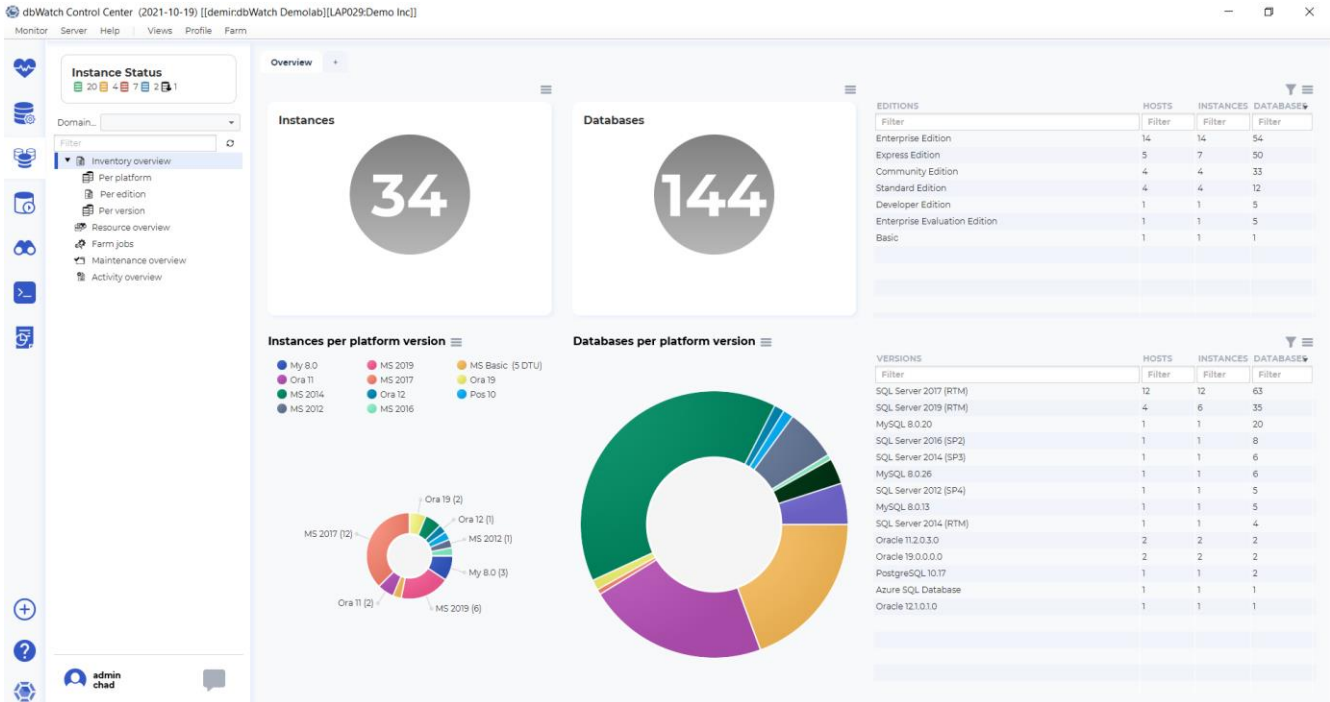 dbWatch Control Center (2021-10-19) [[demir:dbWatch Demolab][LAP029:Demo Inc]]
Monitor Server Help Views Profile Farm
Instance Status
20 4 7 2 1
Domain...
Filter
Inventory overview
Per platform
Per edition
Per version
Resource overview
Farm jobs
Maintenance overview
Activity overview
admin
chad
Overview +
Instances
34
Databases
144
EDITIONS HOSTS INSTANCES DATABASES
Filter Filter Filter Filter
Enterprise Edition 14 14 54
Express Edition 5 7 50
Community Edition 4 4 33
Standard Edition 4 4 12
Developer Edition 1 1 5
Enterprise Evaluation Edition 1 1 5
Basic 1 1 1
Instances per platform version
My 8.0 MS 2019 MS Basic (5 DTU)
Ora 11 MS 2017 Ora 19
MS 2014 Ora 12 Pos 10
MS 2012 MS 2016
Ora 19 (2)
Ora 12 (1)
MS 2017 (12)
MS 2012 (1)
My 8.0 (3)
Ora 11 (2)
MS 2019 (6)
Databases per platform version
VERSIONS HOSTS INSTANCES DATABASES
Filter Filter Filter Filter
SQL Server 2017 (RTM) 12 12 63
SQL Server 2019 (RTM) 4 6 35
MySQL 8.0.20 1 1 20
SQL Server 2016 (SP2) 1 1 8
SQL Server 2014 (SP3) 1 1 6
MySQL 8.0.26 1 1 6
SQL Server 2012 (SP4) 1 1 5
MySQL 8.0.13 1 1 5
SQL Server 2014 (RTM) 1 1 4
Oracle 11.2.0.3.0 2 2 2
Oracle 19.0.0.0.0 2 2 2
PostgreSQL 10.17 1 1 2
Azure SQL Database 1 1 1
Oracle 12.1.0.1.0 1 1 1